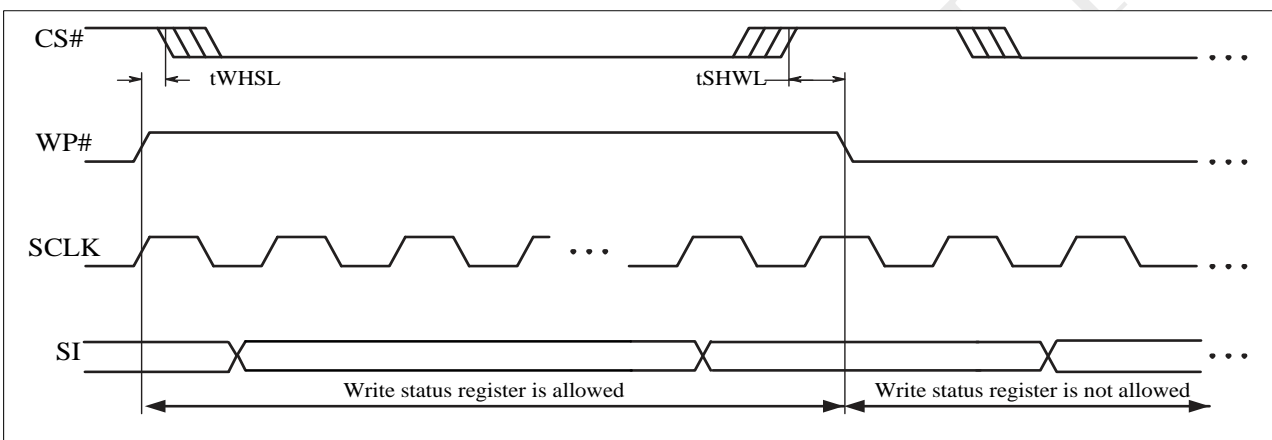 CS#
tWHSL
tSHWL
WP#
SCLK
SI
Write status register is allowed
Write status register is not allowed